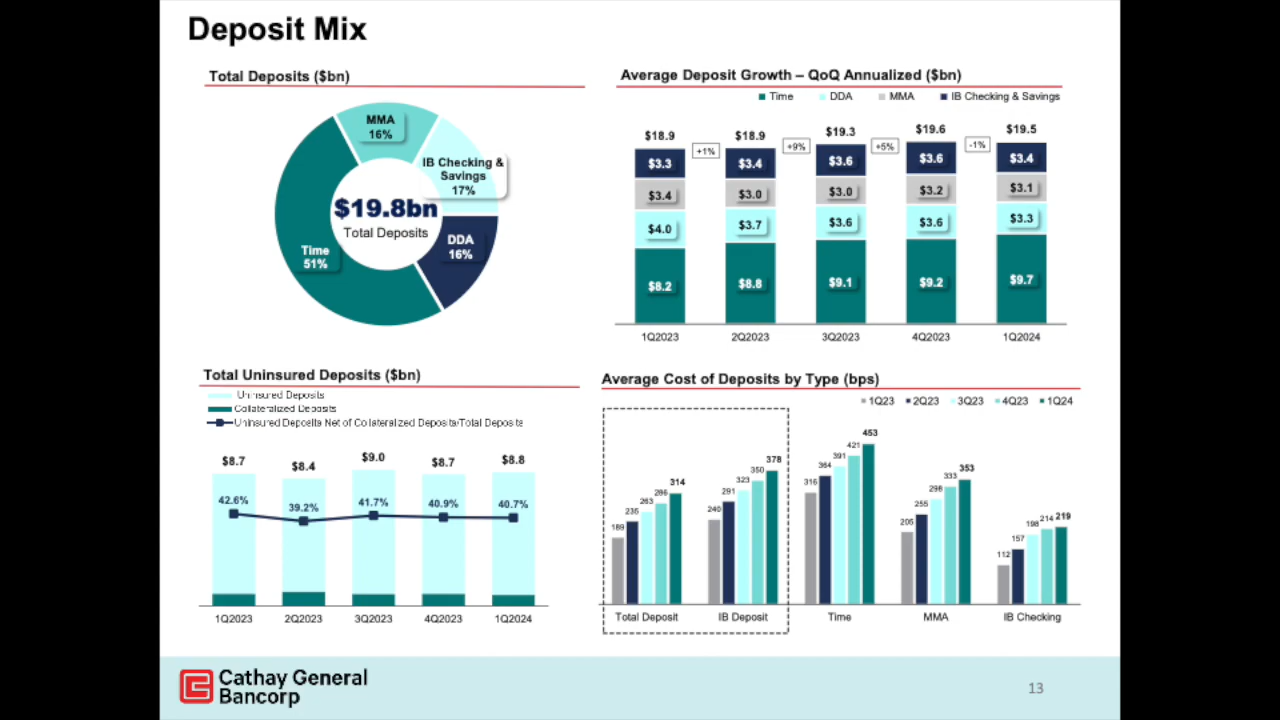 Deposit Mix
Total Deposits ($bn)
MMA
16%
IB Checking &
Savings
17%
$19.8bn
Total Deposits
DDA
16%
Time
51%
Average Deposit Growth – QoQ Annualized ($bn)
Time DDA MMA IB Checking & Savings
$18.9 $18.9 $19.3 $19.6 $19.5
+1% +9% +5% -1%
$3.3 $3.4 $3.6 $3.6 $3.4
$3.4 $3.0 $3.0 $3.2 $3.1
$4.0 $3.7 $3.6 $3.6 $3.3
$8.2 $8.8 $9.1 $9.2 $9.7
1Q2023 2Q2023 3Q2023 4Q2023 1Q2024
Total Uninsured Deposits ($bn)
Uninsured Deposits
Collateralized Deposits
Uninsured Deposits Net of Collateralized Deposits/Total Deposits
$8.7 $8.4 $9.0 $8.7 $8.8
42.6% 39.2% 41.7% 40.9% 40.7%
1Q2023 2Q2023 3Q2023 4Q2023 1Q2024
Average Cost of Deposits by Type (bps)
1Q23 2Q23 3Q23 4Q23 1Q24
189 235 263 286 314
240 291 323 350 378
316 364 391 421 453
205 255 298 333 353
112 157 198 214 219
Total Deposit IB Deposit Time MMA IB Checking
Cathay General
Bancorp
13